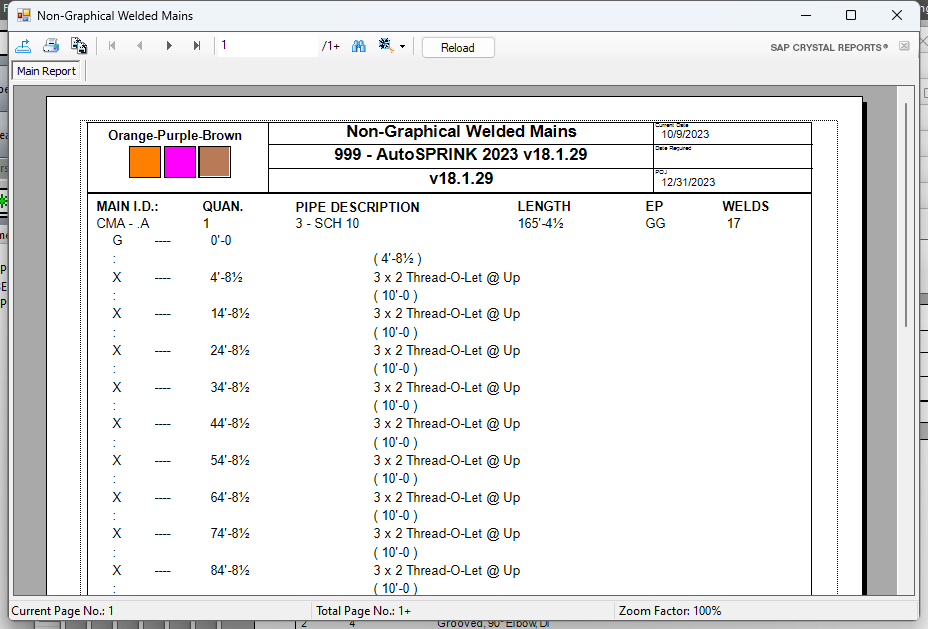 Non-Graphical Welded Mains
1 /1+ Reload SAP CRYSTAL REPORTS®
Main Report
Orange-Purple-Brown
Non-Graphical Welded Mains
999 - AutoSPRINK 2023 v18.1.29
v18.1.29
Current Date
10/9/2023
Date Required
POJ
12/31/2023
MAIN I.D.: QUAN. PIPE DESCRIPTION LENGTH EP WELDS
CMA - .A 1 3 - SCH 10 165'-4½ GG 17
G ---- 0'-0
: ( 4'-8½ )
X ---- 4'-8½ 3 x 2 Thread-O-Let @ Up
: ( 10'-0 )
X ---- 14'-8½ 3 x 2 Thread-O-Let @ Up
: ( 10'-0 )
X ---- 24'-8½ 3 x 2 Thread-O-Let @ Up
: ( 10'-0 )
X ---- 34'-8½ 3 x 2 Thread-O-Let @ Up
: ( 10'-0 )
X ---- 44'-8½ 3 x 2 Thread-O-Let @ Up
: ( 10'-0 )
X ---- 54'-8½ 3 x 2 Thread-O-Let @ Up
: ( 10'-0 )
X ---- 64'-8½ 3 x 2 Thread-O-Let @ Up
: ( 10'-0 )
X ---- 74'-8½ 3 x 2 Thread-O-Let @ Up
: ( 10'-0 )
X ---- 84'-8½ 3 x 2 Thread-O-Let @ Up
: ( 10'-0 )
Current Page No.: 1 Total Page No.: 1+ Zoom Factor: 100%
2 4 Grooved, 90° Elbow, DI